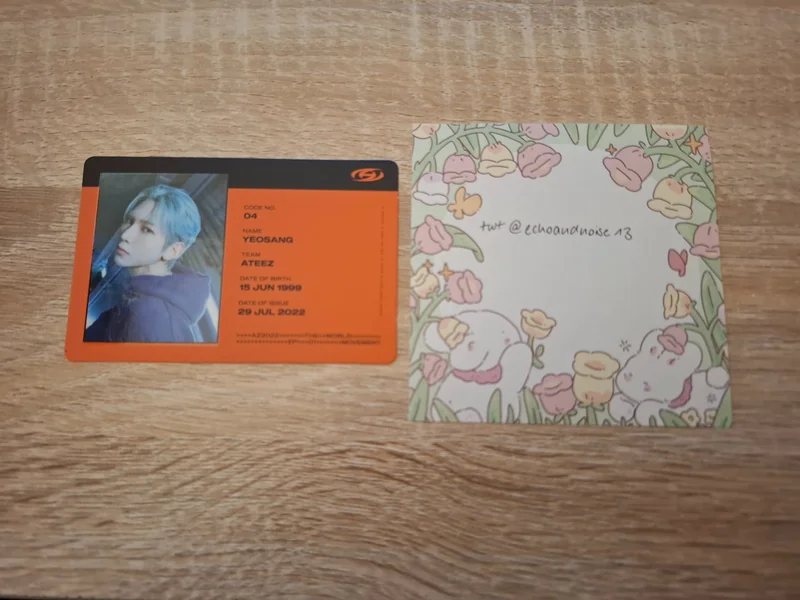 CODE NO.
04
NAME
YEOSANG
TEAM
ATEEZ
DATE OF BIRTH
15 JUN 1999
DATE OF ISSUE
29 JUL 2022
twt @echoandnoise13